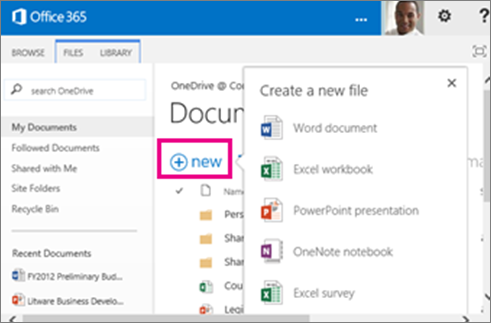 Office 365
...
?
BROWSE FILES LIBRARY
search OneDrive
OneDrive @ Co
Docum
My Documents
Followed Documents
Shared with Me
Site Folders
Recycle Bin
Recent Documents
FY2012 Preliminary Bud...
Litware Business Develo...
new
ma
Nam
Pers
Shar
Shar
Cou
Legi
Create a new file
Word document
Excel workbook
PowerPoint presentation
OneNote notebook
Excel survey